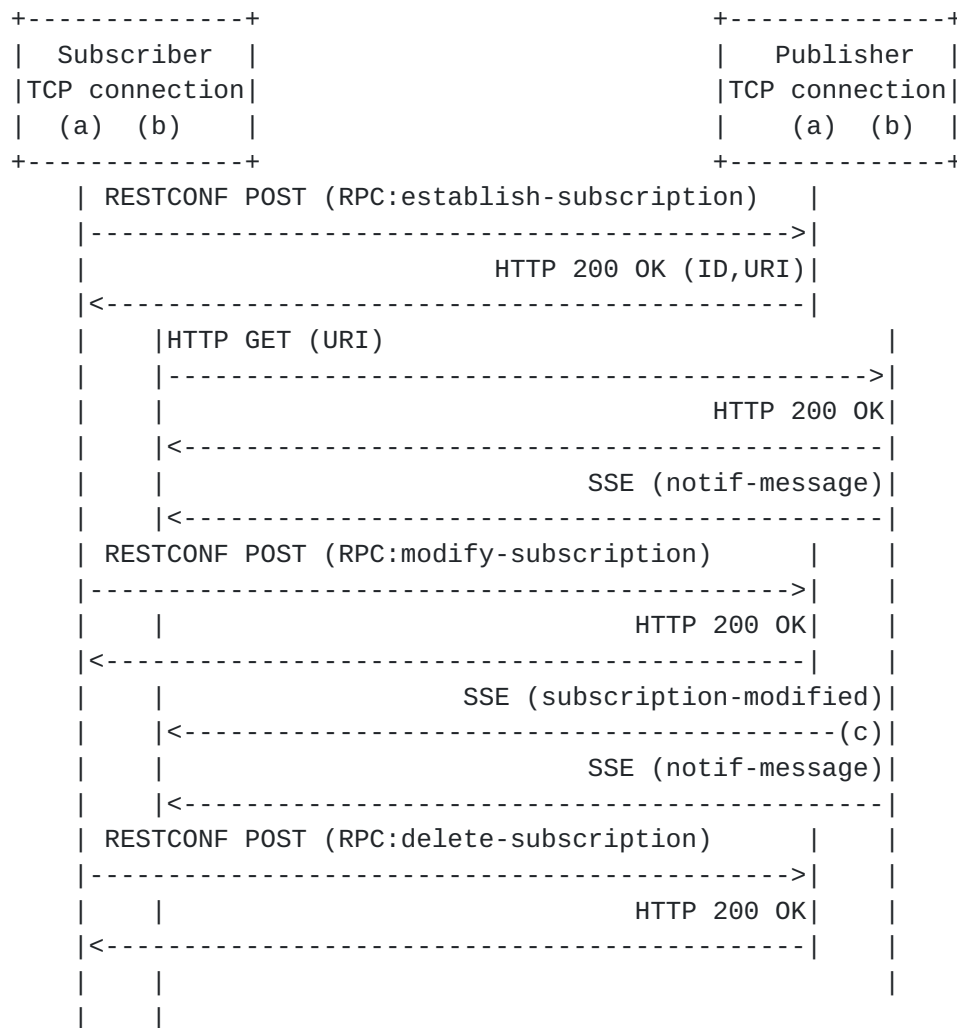 +--------------+                             +--------------+
|  Subscriber  |                             |   Publisher  |
|TCP connection|                             |TCP connection|
|  (a)  (b)    |                             |    (a)  (b)  |
+--------------+                             +--------------+
    | RESTCONF POST (RPC:establish-subscription)   |
    |--------------------------------------------->|
    |                          HTTP 200 OK (ID,URI)|
    |<---------------------------------------------|
    |    |HTTP GET (URI)                                |
    |    |--------------------------------------------->|
    |    |                                   HTTP 200 OK|
    |    |<---------------------------------------------|
    |    |                           SSE (notif-message)|
    |    |<---------------------------------------------|
    | RESTCONF POST (RPC:modify-subscription)      |    |
    |--------------------------------------------->|    |
    |    |                              HTTP 200 OK|    |
    |<---------------------------------------------|    |
    |    |                   SSE (subscription-modified)|
    |    |<------------------------------------------(c)|
    |    |                           SSE (notif-message)|
    |    |<---------------------------------------------|
    | RESTCONF POST (RPC:delete-subscription)      |    |
    |--------------------------------------------->|    |
    |    |                              HTTP 200 OK|    |
    |<---------------------------------------------|    |
    |    |                                              |
    |    |